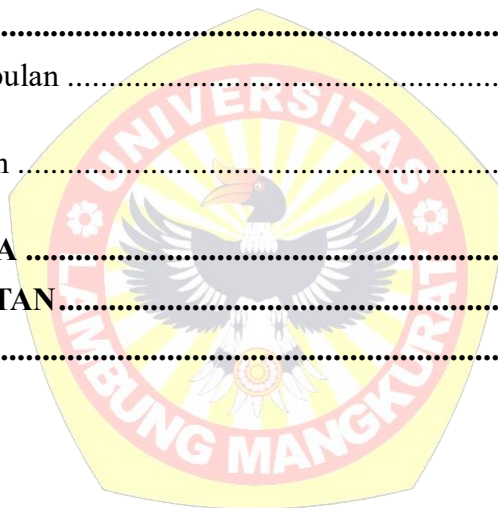 ....................................................
pulan ....................................................
n ....................................................
A ....................................................
TAN....................................................
....................................................
UNIVERSITAS
LAMBUNG MANGKURAT